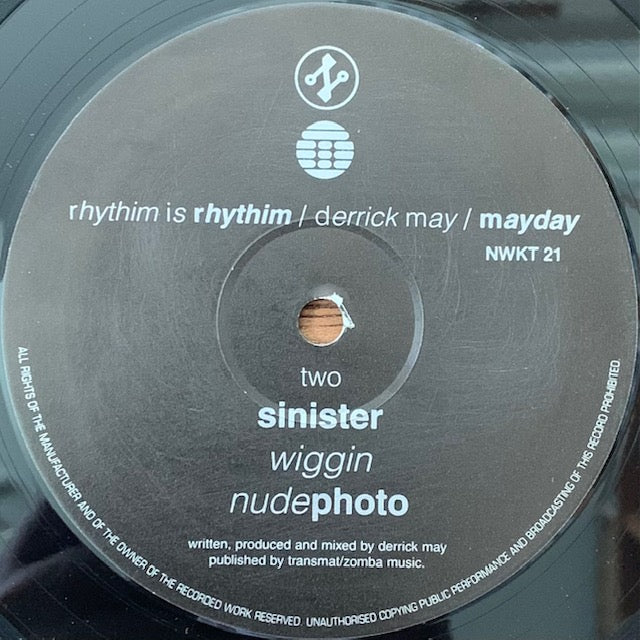 rhythim is rhythim / derrick may / mayday
NWKT 21
two
sinister
wiggin
nudephoto
written, produced and mixed by derrick may
published by transmat/zomba music.
ALL RIGHTS OF THE MANUFACTURER AND OF THE OWNER OF THE RECORDED WORK RESERVED. UNAUTHORISED COPYING PUBLIC PERFORMANCE AND BROADCASTING OF THIS RECORD PROHIBITED.